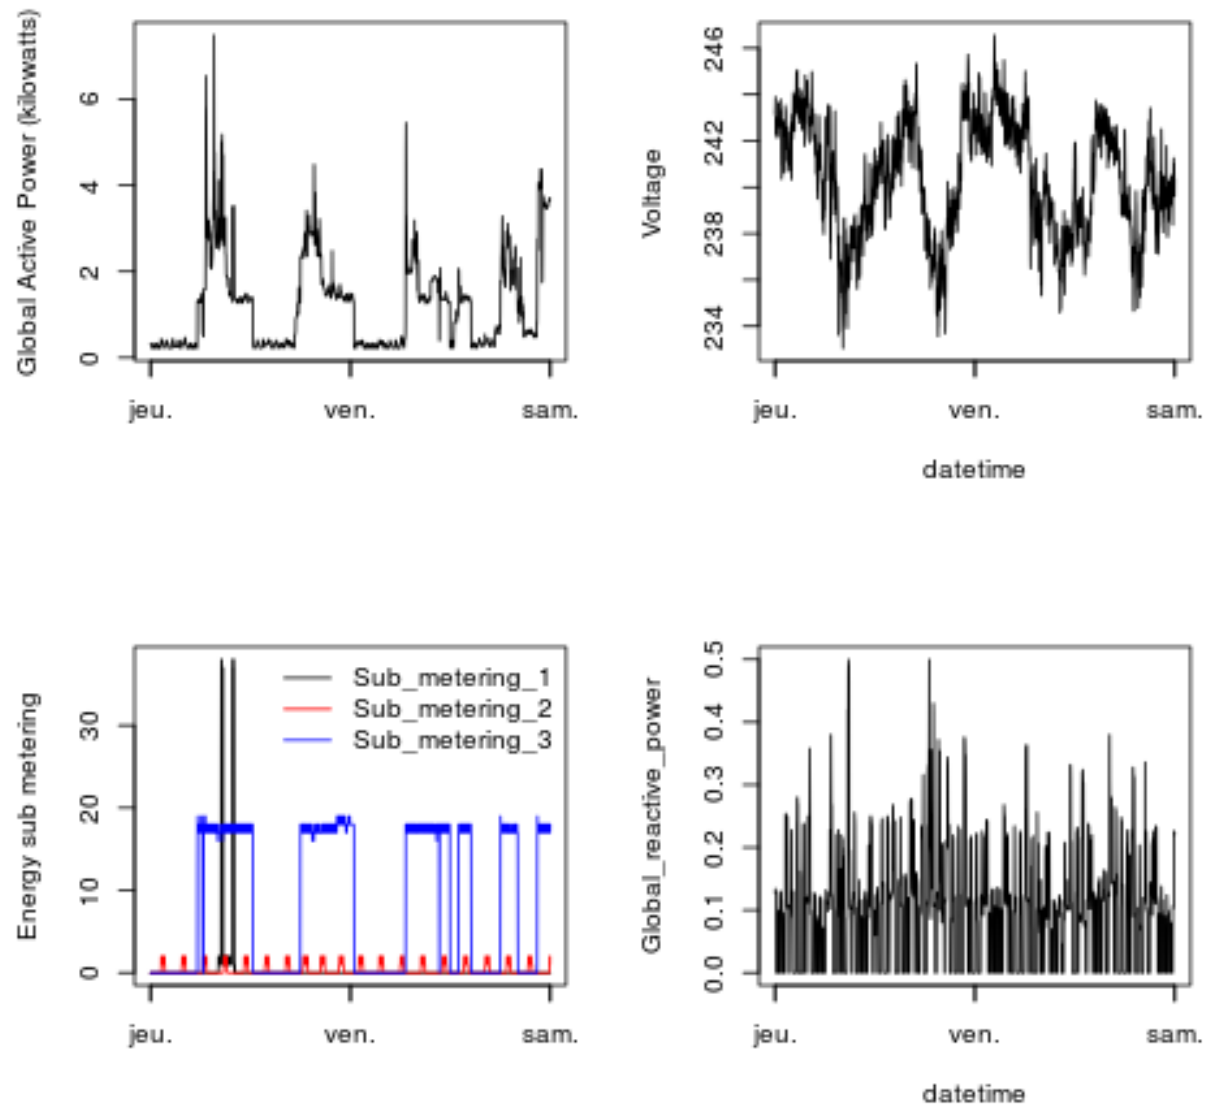 Global Active Power (kilowatts)
0 2 4 6
jeu. ven. sam.
Voltage
234 238 242 246
jeu. ven. sam.
datetime
Energy sub metering
0 10 20 30
Sub_metering_1
Sub_metering_2
Sub_metering_3
jeu. ven. sam.
Global_reactive_power
0.0 0.1 0.2 0.3 0.4 0.5
jeu. ven. sam.
datetime